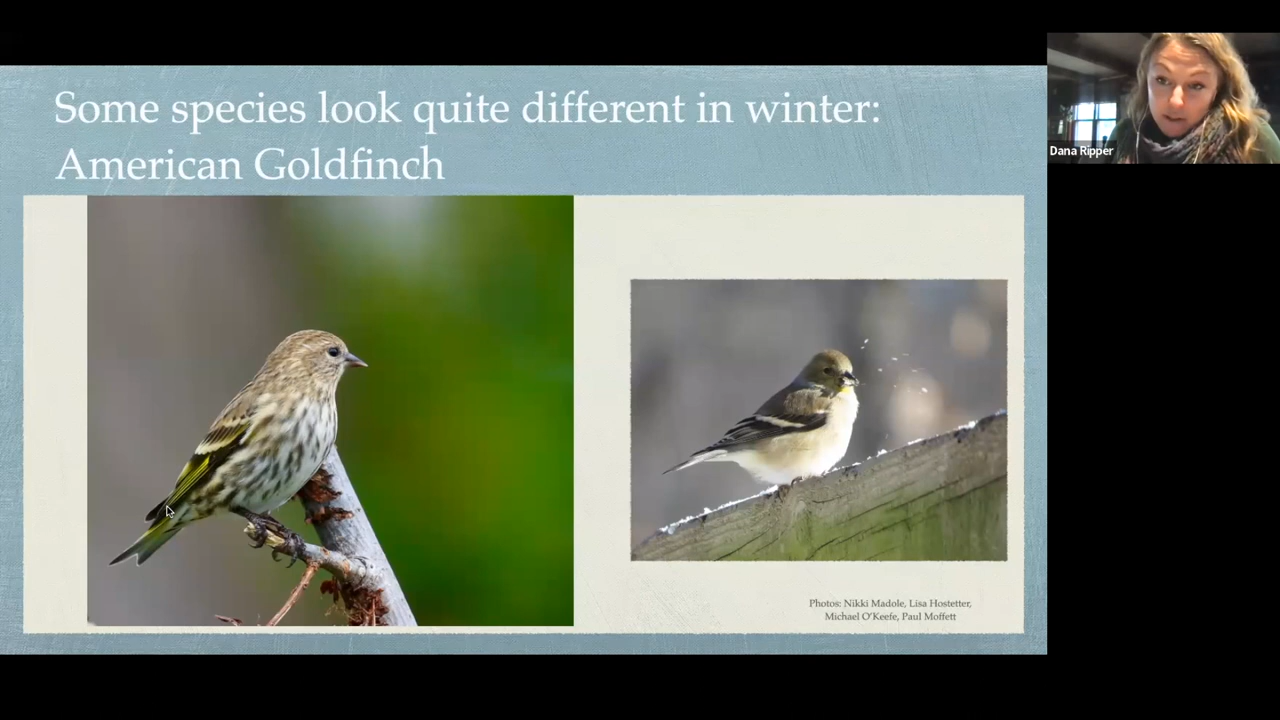 Some species look quite different in winter:
American Goldfinch
Dana Ripper
Photos: Nikki Madole, Lisa Hostetter,
Michael O'Keefe, Paul Moffett